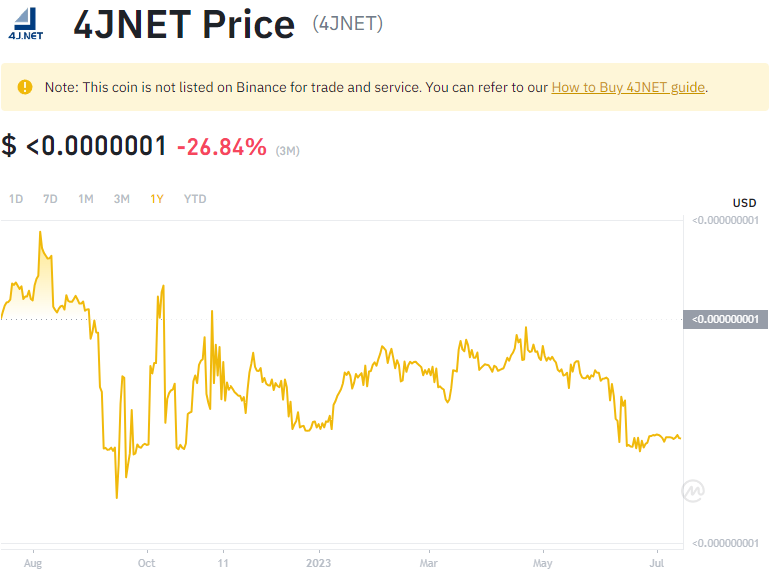 4J.NET
4JNET Price (4JNET)
Note: This coin is not listed on Binance for trade and service. You can refer to our How to Buy 4JNET guide.
$ <0.0000001 -26.84% (3M)
1D 7D 1M 3M 1Y YTD
USD
<0.000000001
<0.000000001
<0.000000001
Aug Oct 11 2023 Mar May Jul